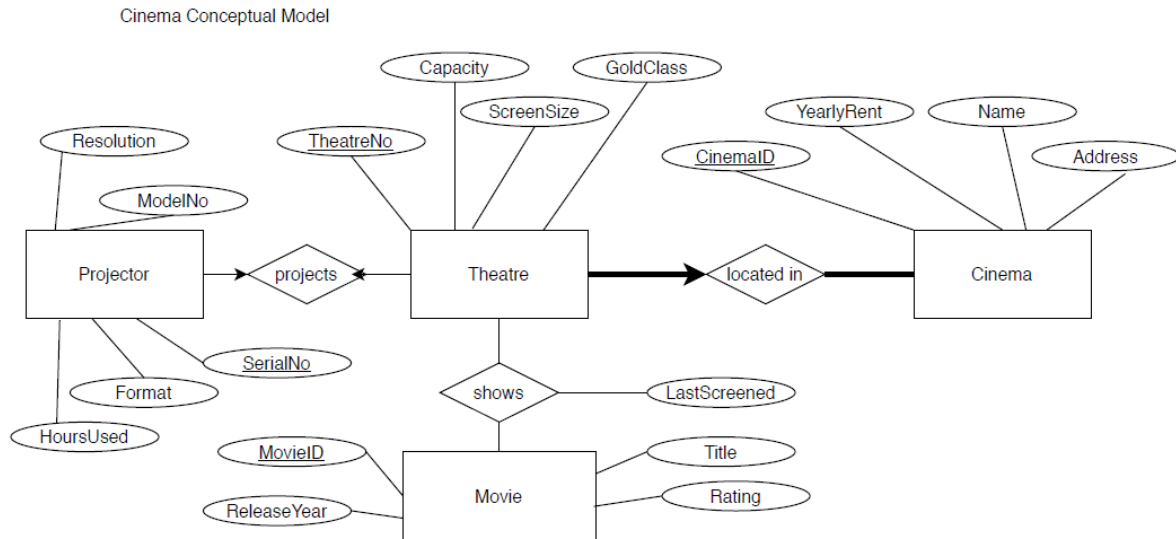 Cinema Conceptual Model
Capacity
GoldClass
ScreenSize
YearlyRent
Name
Resolution
TheatreNo
CinemaID
Address
ModelNo
Projector
projects
Theatre
located in
Cinema
SerialNo
Format
shows
LastScreened
HoursUsed
MovieID
Title
Movie
ReleaseYear
Rating